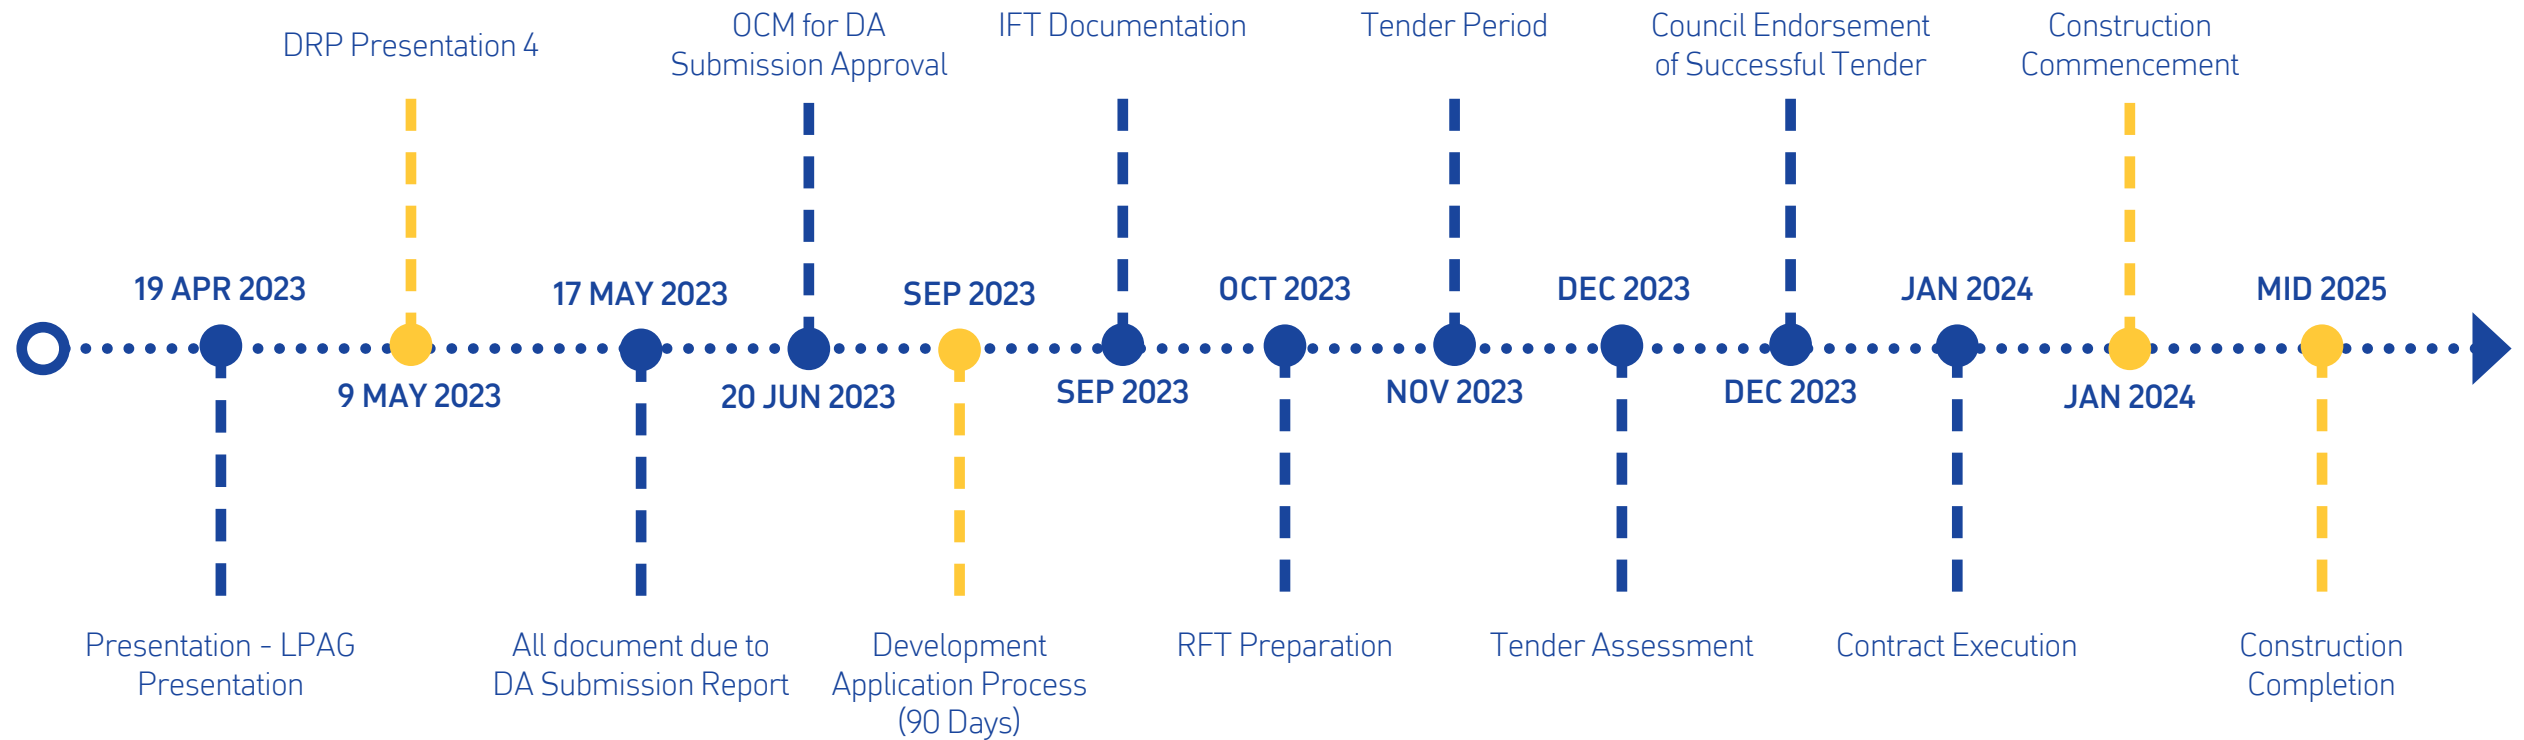 OCM for DA
Submission Approval
IFT Documentation
Tender Period
Council Endorsement
of Successful Tender
Construction
Commencement
DRP Presentation 4
19 APR 2023
17 MAY 2023
SEP 2023
OCT 2023
DEC 2023
JAN 2024
MID 2025
9 MAY 2023
20 JUN 2023
SEP 2023
NOV 2023
DEC 2023
JAN 2024
Presentation - LPAG
Presentation
All document due to
DA Submission Report
Development
Application Process
(90 Days)
RFT Preparation
Tender Assessment
Contract Execution
Construction
Completion